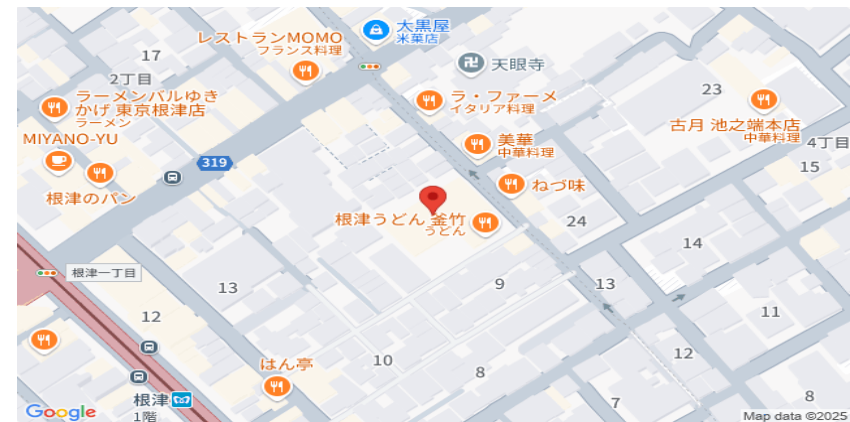 レストランMOMO
フランス料理
大黒屋
米菓店
17
2丁目
卍
天眼寺
ラーメンバルゆき
かげ 東京根津店
ラーメン
ラ・ファーメ
イタリア料理
23
古月 池之端本店
中華料理
4丁目
MIYANO-YU
美華
中華料理
319
15
根津のパン
ねづ味
根津うどん 釜竹
うどん
24
14
根津一丁目
13
9
13
12
11
はん亭
10
8
12
根津
1階
7
8
Google
Map data ©2025